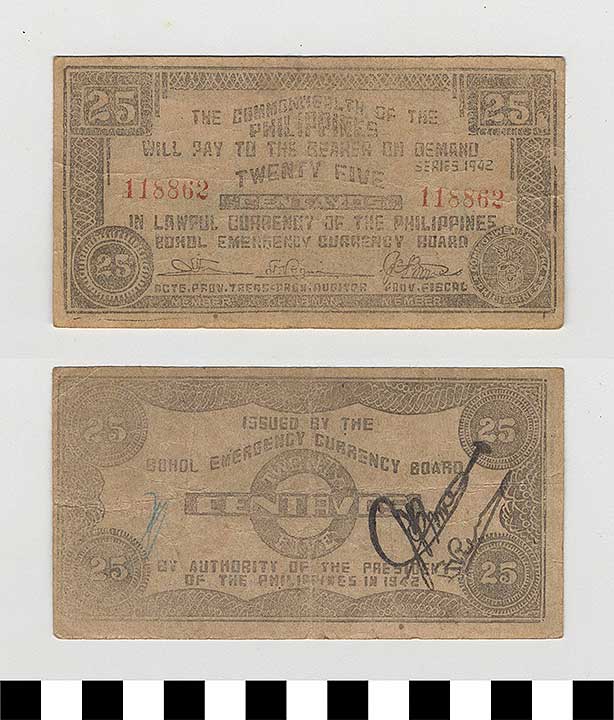 25 25
THE COMMONWEALTH OF THE
PHILIPPINES
WILL PAY TO THE BEARER ON DEMAND
SERIES 1942
TWENTY FIVE
118862 118862
CENTAVOS
IN LAWFUL CURRENCY OF THE PHILIPPINES
BOHOL EMERGENCY CURRENCY BOARD
25
ACTG. PROV. TREAS. PROV. AUDITOR PROV. FISCAL
MEMBER CHAIRMAN MEMBER
25 25
ISSUED BY THE
BOHOL EMERGENCY CURRENCY BOARD
TWENTY
CENTAVOS
FIVE
25 25
BY AUTHORITY OF THE PRESIDENT
OF THE PHILIPPINES IN 1942